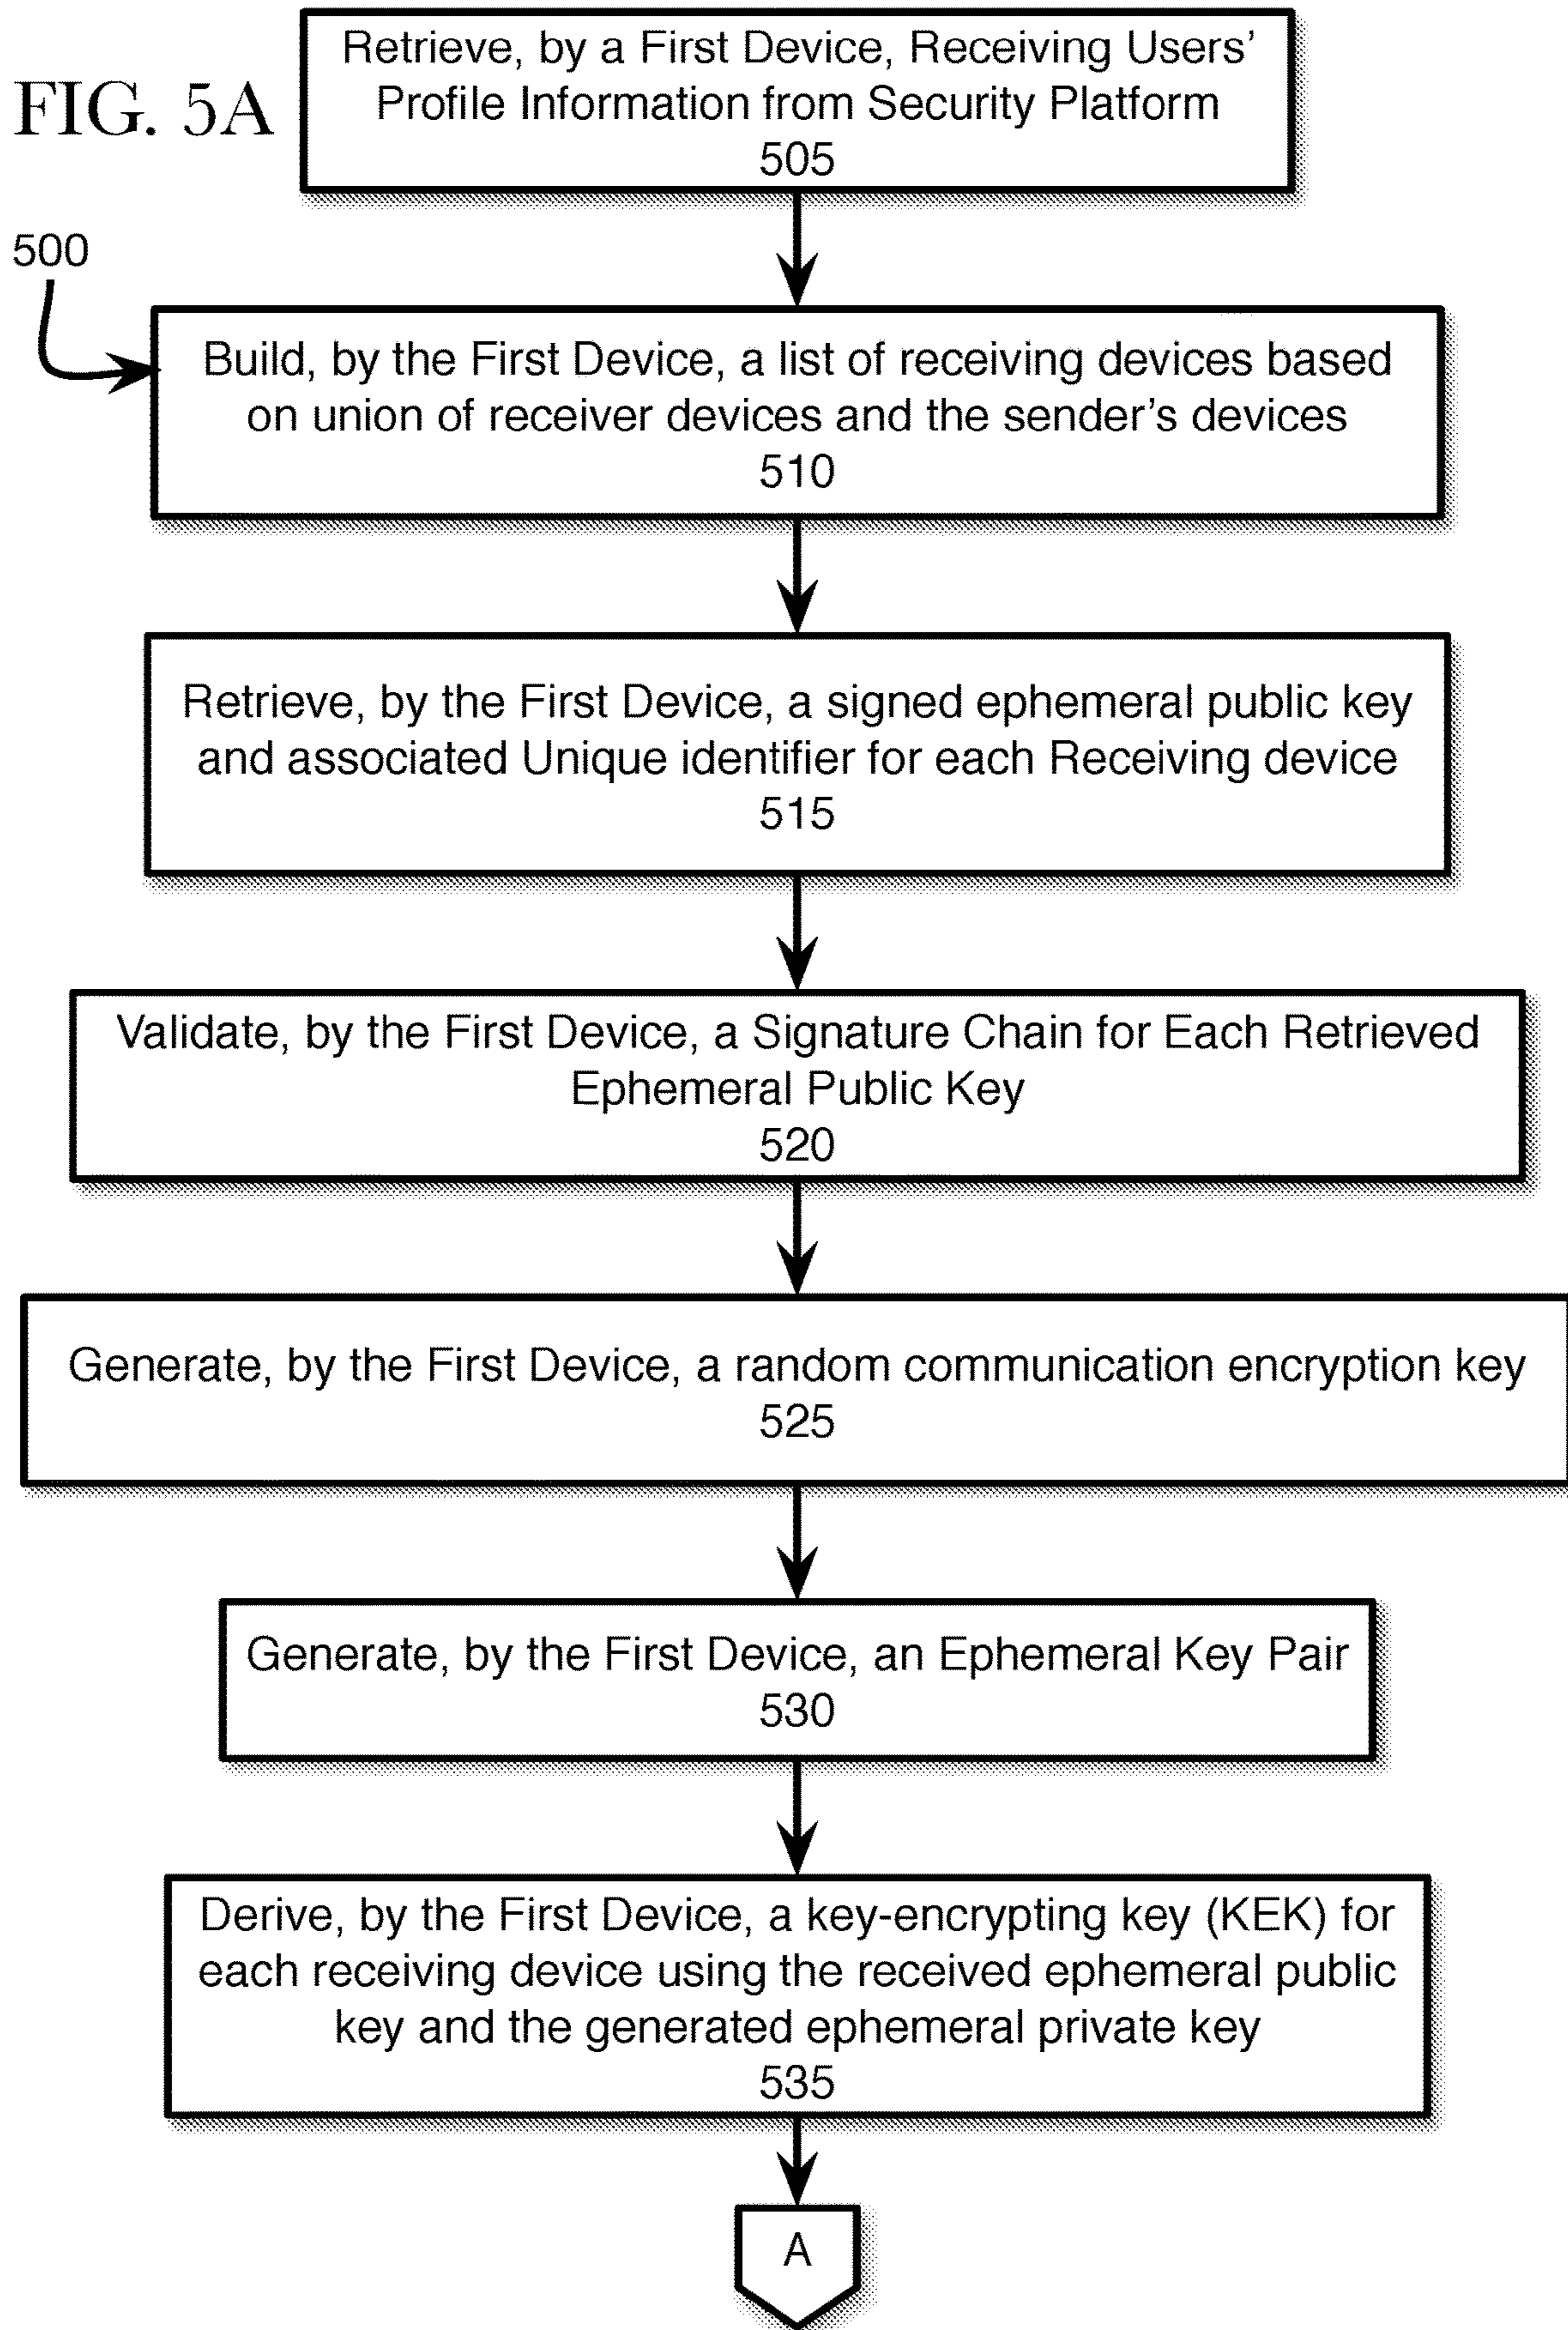 FIG. 5A
Retrieve, by a First Device, Receiving Users’
Profile Information from Security Platform
505
500
Build, by the First Device, a list of receiving devices based
on union of receiver devices and the sender’s devices
510
Retrieve, by the First Device, a signed ephemeral public key
and associated Unique identifier for each Receiving device
515
Validate, by the First Device, a Signature Chain for Each Retrieved
Ephemeral Public Key
520
Generate, by the First Device, a random communication encryption key
525
Generate, by the First Device, an Ephemeral Key Pair
530
Derive, by the First Device, a key-encrypting key (KEK) for
each receiving device using the received ephemeral public
key and the generated ephemeral private key
535
A